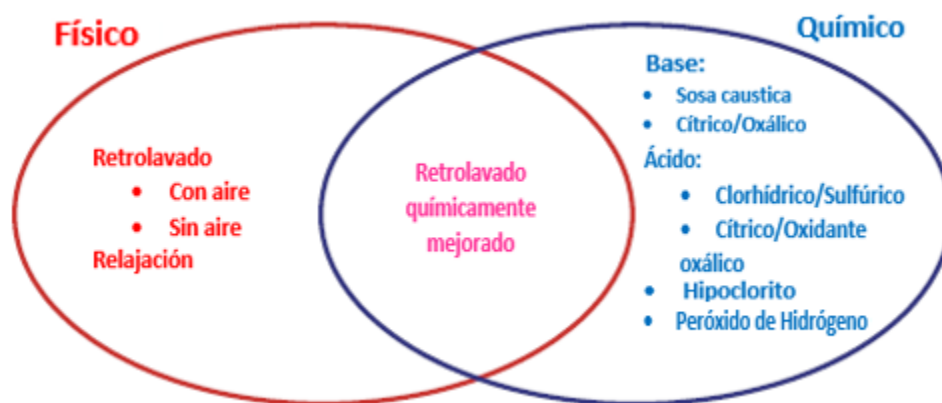 Físico
Retrolavado
• Con aire
• Sin aire
Relajación
Retrolavado
químicamente
mejorado
Químico
Base:
• Sosa caustica
• Cítrico/Oxálico
Ácido:
• Clorhídrico/Sulfúrico
• Cítrico/Oxidante
oxálico
• Hipoclorito
• Peróxido de Hidrógeno